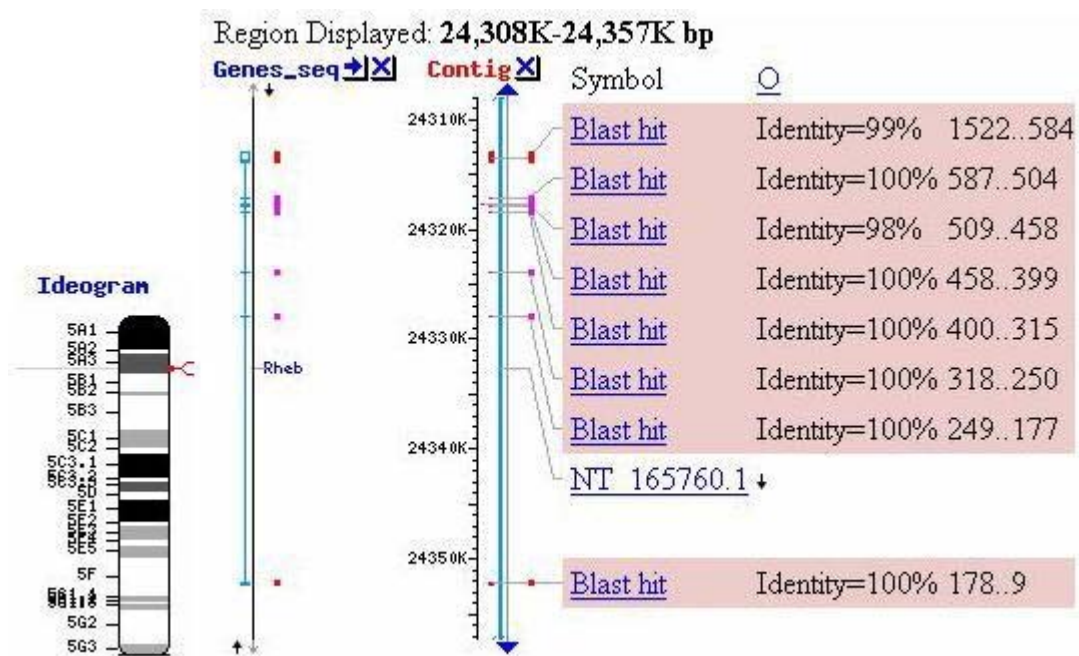 Region Displayed: 24,308K-24,357K bp
Genes_seq Contig
Symbol O
24310K
Blast hit Identity=99% 1522..584
Blast hit Identity=100% 587..504
24320K
Blast hit Identity=98% 509..458
Blast hit Identity=100% 458..399
24330K
Blast hit Identity=100% 400..315
Rheb
Blast hit Identity=100% 318..250
Blast hit Identity=100% 249..177
24340K
NT_165760.1
24350K
Blast hit Identity=100% 178..9
Ideogram
5A1
5A2
5A3
5B1
5B2
5B3
5C1
5C2
5C3.1
5D
5E1
5E2
5E5
5F
5G2
5G3